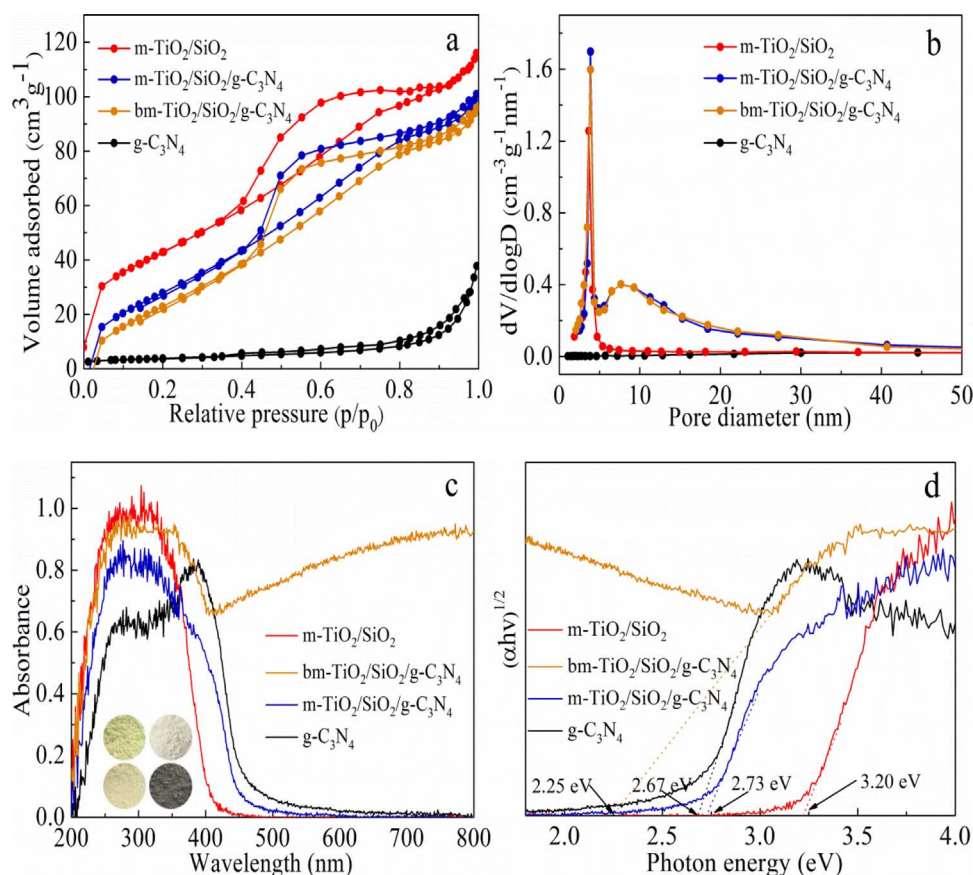 a
m-TiO2/SiO2
m-TiO2/SiO2/g-C3N4
bm-TiO2/SiO2/g-C3N4
g-C3N4
120
100
80
60
40
20
0
0.0 0.2 0.4 0.6 0.8 1.0
Volume adsorbed (cm3g-1)
Relative pressure (p/p0)
b
m-TiO2/SiO2
m-TiO2/SiO2/g-C3N4
bm-TiO2/SiO2/g-C3N4
g-C3N4
1.6
1.2
0.8
0.4
0.0
0 10 20 30 40 50
dV/dlogD (cm-3g-1nm-1)
Pore diameter (nm)
c
1.0
0.8
0.6
0.4
0.2
0.0
m-TiO2/SiO2
bm-TiO2/SiO2/g-C3N4
m-TiO2/SiO2/g-C3N4
g-C3N4
200 300 400 500 600 700 800
Absorbance
Wavelength (nm)
d
m-TiO2/SiO2
bm-TiO2/SiO2/g-C3N4
m-TiO2/SiO2/g-C3N4
g-C3N4
2.25 eV 2.67 eV 2.73 eV 3.20 eV
2.0 2.5 3.0 3.5 4.0
(αhv)1/2
Photon energy (eV)